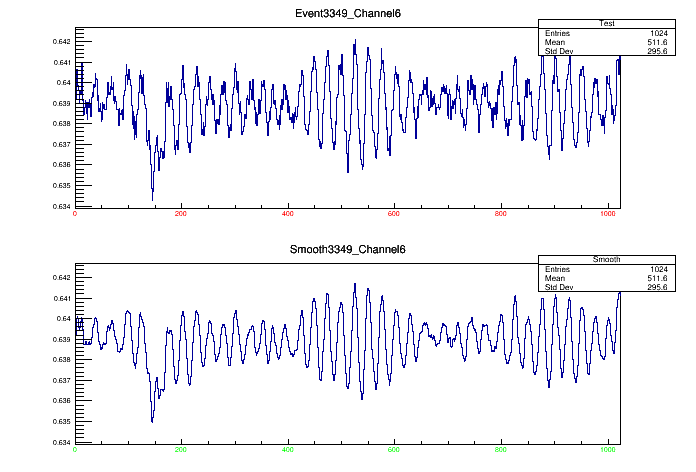 Event3349_Channel6
Test
Entries 1024
Mean 511.6
Std Dev 295.6
0.642
0.641
0.64
0.639
0.638
0.637
0.636
0.635
0.634
0 200 400 600 800 1000
Smooth3349_Channel6
Smooth
Entries 1024
Mean 511.6
Std Dev 295.6
0.642
0.641
0.64
0.639
0.638
0.637
0.636
0.635
0.634
0 200 400 600 800 1000